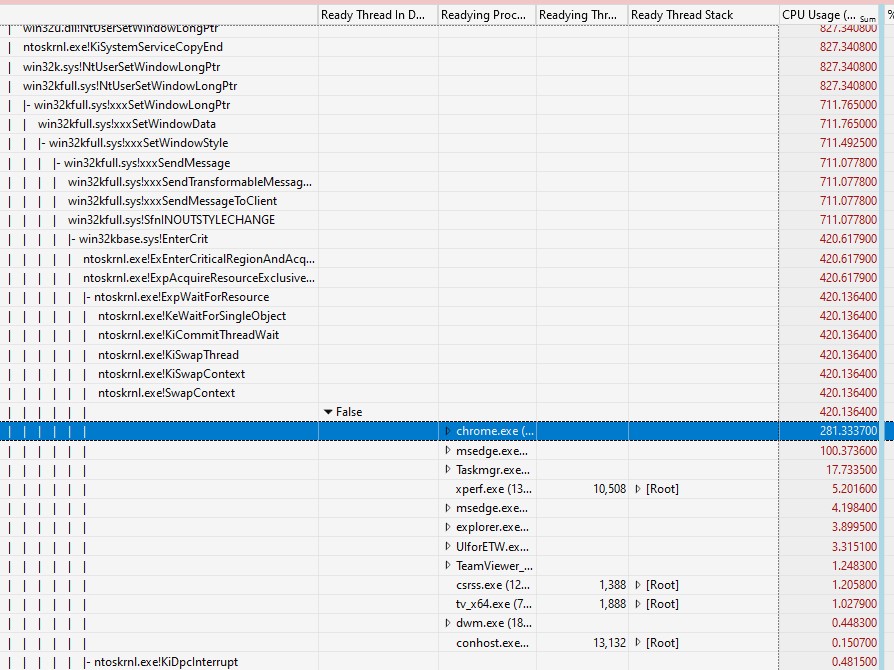 Ready Thread In D... Readying Proc... Readying Thr... Ready Thread Stack CPU Usage (... Sum %
win32u.dll!NtUserSetWindowLongPtr 827.340800
| ntoskrnl.exe!KiSystemServiceCopyEnd 827.340800
| win32k.sys!NtUserSetWindowLongPtr 827.340800
| win32kfull.sys!NtUserSetWindowLongPtr 827.340800
| |- win32kfull.sys!xxxSetWindowLongPtr 711.765000
| | win32kfull.sys!xxxSetWindowData 711.765000
| | |- win32kfull.sys!xxxSetWindowStyle 711.492500
| | | |- win32kfull.sys!xxxSendMessage 711.077800
| | | | win32kfull.sys!xxxSendTransformableMessag... 711.077800
| | | | win32kfull.sys!xxxSendMessageToClient 711.077800
| | | | win32kfull.sys!SfnINOUTSTYLECHANGE 711.077800
| | | | |- win32kbase.sys!EnterCrit 420.617900
| | | | | ntoskrnl.exe!ExEnterCriticalRegionAndAcq... 420.617900
| | | | | ntoskrnl.exe!ExpAcquireResourceExclusive... 420.617900
| | | | | |- ntoskrnl.exe!ExpWaitForResource 420.136400
| | | | | | ntoskrnl.exe!KeWaitForSingleObject 420.136400
| | | | | | ntoskrnl.exe!KiCommitThreadWait 420.136400
| | | | | | ntoskrnl.exe!KiSwapThread 420.136400
| | | | | | ntoskrnl.exe!KiSwapContext 420.136400
| | | | | | ntoskrnl.exe!SwapContext 420.136400
| | | | | | False 420.136400
| | | | | | chrome.exe (... 281.333700
| | | | | | msedge.exe... 100.373600
| | | | | | Taskmgr.exe... 17.733500
| | | | | | xperf.exe (13... 10,508 [Root] 5.201600
| | | | | | msedge.exe... 4.198400
| | | | | | explorer.exe... 3.899500
| | | | | | UIforETW.ex... 3.315100
| | | | | | TeamViewer_... 1.248300
| | | | | | csrss.exe (12... 1,388 [Root] 1.205800
| | | | | | tv_x64.exe (7... 1,888 [Root] 1.027900
| | | | | | dwm.exe (18... 0.448300
| | | | | | conhost.exe... 13,132 [Root] 0.150700
| | | | | |- ntoskrnl.exe!KiDpcInterrupt 0.481500